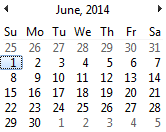 June, 2014
Su Mo Tu We Th Fr Sa
25 26 27 28 29 30 31
1 2 3 4 5 6 7
8 9 10 11 12 13 14
15 16 17 18 19 20 21
22 23 24 25 26 27 28
29 30 1 2 3 4 5